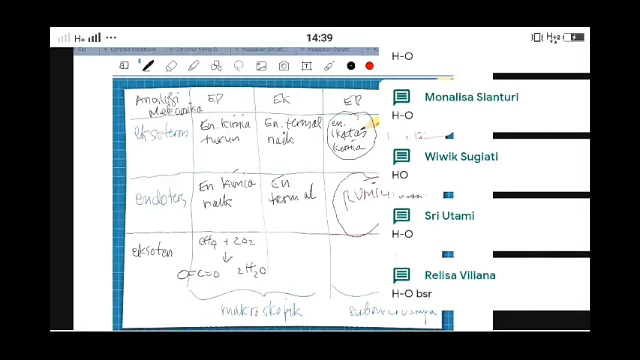 H+
14:39
H-O
Monalisa Sianturi
H-O
Wiwik Sugiati
HO
Sri Utami
H-O
Relisa Viliana
H-O bsr
Analisis Mekanika
EP
EK
EP
eksoterm
En. kimia turun
En. termal naik
en. ikatan kimia
endoterm
En kimia naik
En termal
eksoterm
CH4 + 2O2
↓
O=C=O 2H2O
makroskopik